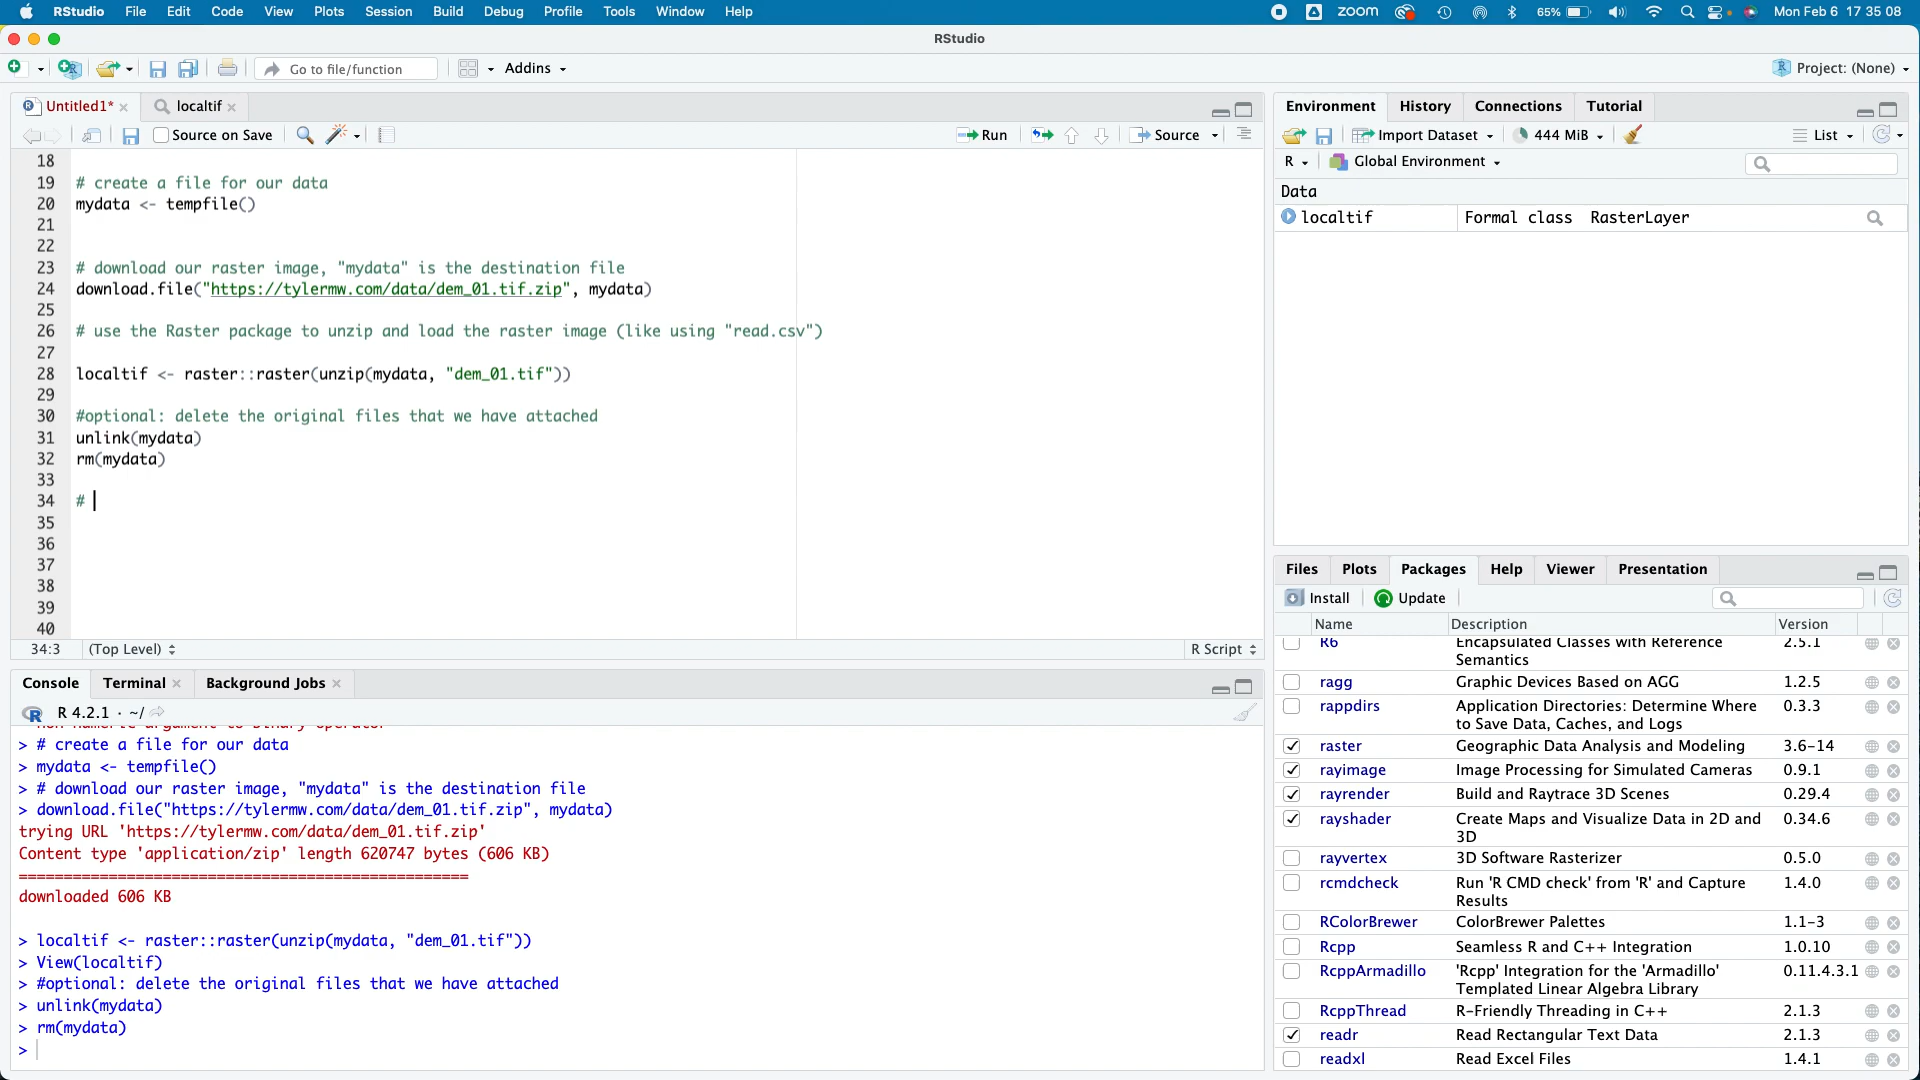 RStudio File Edit Code View Plots Session Build Debug Profile Tools Window Help zoom 65% Mon Feb 6 17 35 08
RStudio
Go to file/function Addins Project: (None)
Untitled1* localtif
Source on Save Run Source
18
19 # create a file for our data
20 mydata <- tempfile()
21
22
23 # download our raster image, "mydata" is the destination file
24 download.file("https://tylermw.com/data/dem_01.tif.zip", mydata)
25
26 # use the Raster package to unzip and load the raster image (like using "read.csv")
27
28 localtif <- raster::raster(unzip(mydata, "dem_01.tif"))
29
30 #optional: delete the original files that we have attached
31 unlink(mydata)
32 rm(mydata)
33
34 #
35
36
37
38
39
40
34:3 (Top Level) R Script
Console Terminal Background Jobs
R 4.2.1 · ~/
non-numeric argument to binary operator
> # create a file for our data
> mydata <- tempfile()
> # download our raster image, "mydata" is the destination file
> download.file("https://tylermw.com/data/dem_01.tif.zip", mydata)
trying URL 'https://tylermw.com/data/dem_01.tif.zip'
Content type 'application/zip' length 620747 bytes (606 KB)
==================================================
downloaded 606 KB
> localtif <- raster::raster(unzip(mydata, "dem_01.tif"))
> View(localtif)
> #optional: delete the original files that we have attached
> unlink(mydata)
> rm(mydata)
>
Environment History Connections Tutorial
Import Dataset 444 MiB List
R Global Environment
Data
localtif Formal class RasterLayer
Files Plots Packages Help Viewer Presentation
Install Update
Name Description Version
R6 Encapsulated Classes with Reference 2.5.1
Semantics
ragg Graphic Devices Based on AGG 1.2.5
rappdirs Application Directories: Determine Where 0.3.3
to Save Data, Caches, and Logs
raster Geographic Data Analysis and Modeling 3.6-14
rayimage Image Processing for Simulated Cameras 0.9.1
rayrender Build and Raytrace 3D Scenes 0.29.4
rayshader Create Maps and Visualize Data in 2D and 0.34.6
3D
rayvertex 3D Software Rasterizer 0.5.0
rcmdcheck Run 'R CMD check' from 'R' and Capture 1.4.0
Results
RColorBrewer ColorBrewer Palettes 1.1-3
Rcpp Seamless R and C++ Integration 1.0.10
RcppArmadillo 'Rcpp' Integration for the 'Armadillo' 0.11.4.3.1
Templated Linear Algebra Library
RcppThread R-Friendly Threading in C++ 2.1.3
readr Read Rectangular Text Data 2.1.3
readxl Read Excel Files 1.4.1